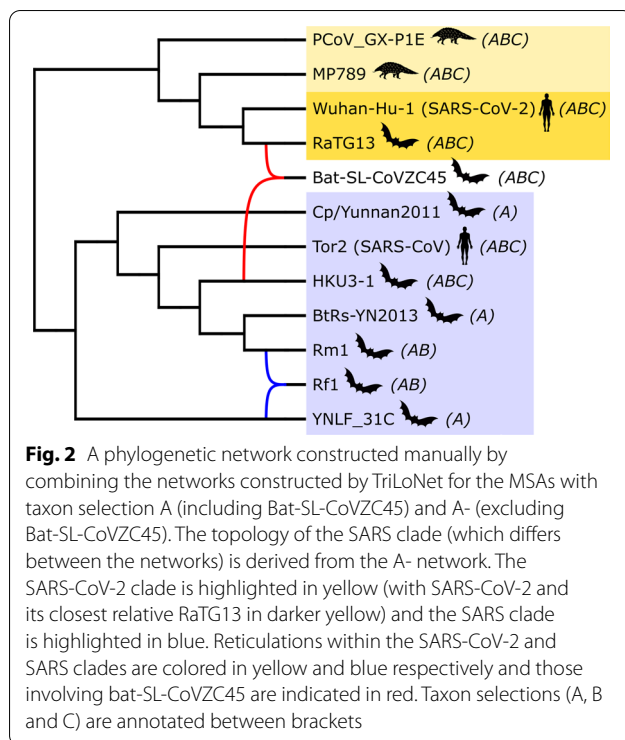 PCoV_GX-P1E (ABC)
MP789 (ABC)
Wuhan-Hu-1 (SARS-CoV-2) (ABC)
RaTG13 (ABC)
Bat-SL-CoVZC45 (ABC)
Cp/Yunnan2011 (A)
Tor2 (SARS-CoV) (ABC)
HKU3-1 (ABC)
BtRs-YN2013 (A)
Rm1 (AB)
Rf1 (AB)
YNLF_31C (A)
Fig. 2 A phylogenetic network constructed manually by
combining the networks constructed by TriLoNet for the MSAs with
taxon selection A (including Bat-SL-CoVZC45) and A- (excluding
Bat-SL-CoVZC45). The topology of the SARS clade (which differs
between the networks) is derived from the A- network. The
SARS-CoV-2 clade is highlighted in yellow (with SARS-CoV-2 and
its closest relative RaTG13 in darker yellow) and the SARS clade
is highlighted in blue. Reticulations within the SARS-CoV-2 and
SARS clades are colored in yellow and blue respectively and those
involving bat-SL-CoVZC45 are indicated in red. Taxon selections (A, B
and C) are annotated between brackets